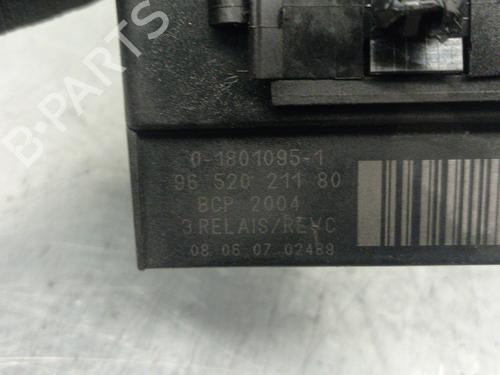 B-PARTS
0-1801095-1
96 520 211 80
BCP 2004
3 RELAIS/REVC
08 06 07 02489